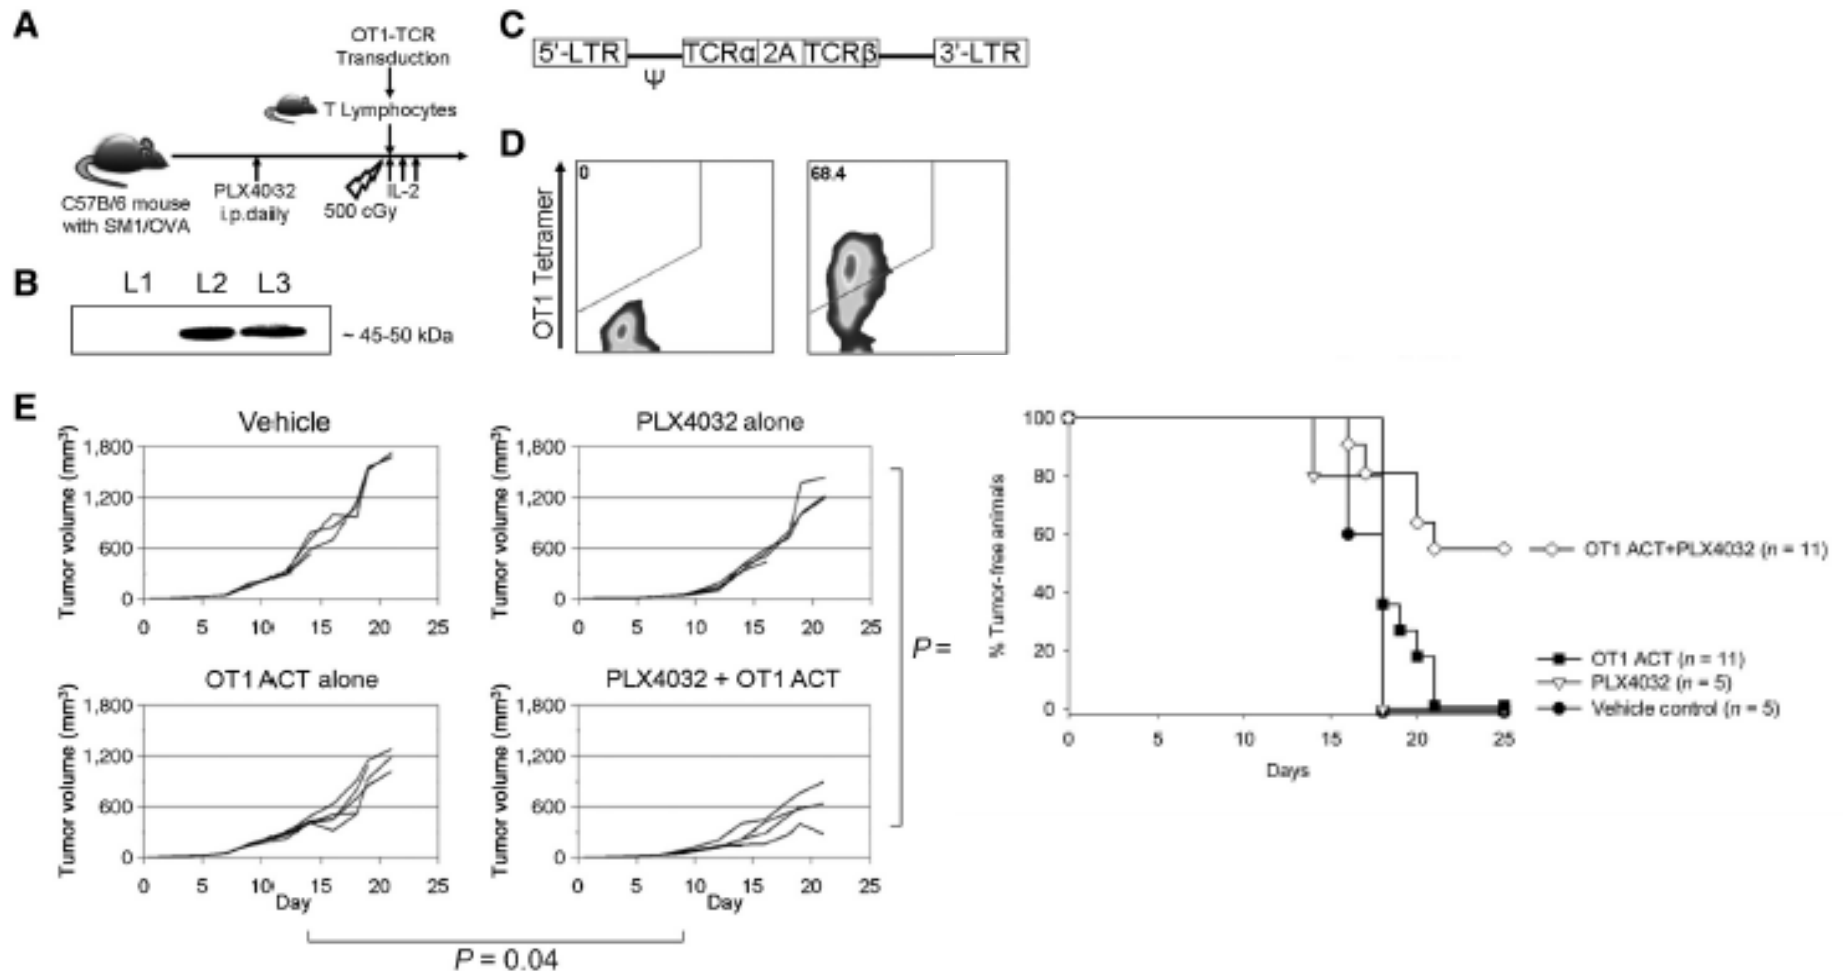 A
OT1-TCR
Transduction
T Lymphocytes
PLX4032
i.p.daily
500 cGy
IL-2
C57B/6 mouse
with SM1/OVA
B
L1 L2 L3
~ 45-50 kDa
C
5'-LTR
Ψ
TCRα 2A TCRβ
3'-LTR
D
OT1 Tetramer
0
68.4
E
Vehicle
Tumor volume (mm³)
1,800
1,200
600
0
0 5 10 15 20 25
PLX4032 alone
Tumor volume (mm³)
1,800
1,200
600
0
0 5 10 15 20 25
OT1 ACT alone
Tumor volume (mm³)
1,800
1,200
600
0
0 5 10 15 20 25
Day
PLX4032 + OT1 ACT
Tumor volume (mm³)
1,800
1,200
600
0
0 5 10 15 20 25
Day
P =
P = 0.04
% Tumor-free animals
100
80
60
40
20
0
0 5 10 15 20 25
Days
OT1 ACT+PLX4032 (n = 11)
OT1 ACT (n = 11)
PLX4032 (n = 5)
Vehicle control (n = 5)